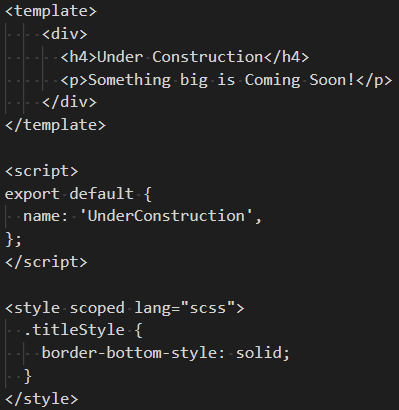 <template>
    <div>
      <h4>Under Construction</h4>
      <p>Something big is Coming Soon!</p>
    </div>
</template>

<script>
export default {
  name: 'UnderConstruction',
};
</script>

<style scoped lang="scss">
  .titleStyle {
    border-bottom-style: solid;
  }
</style>